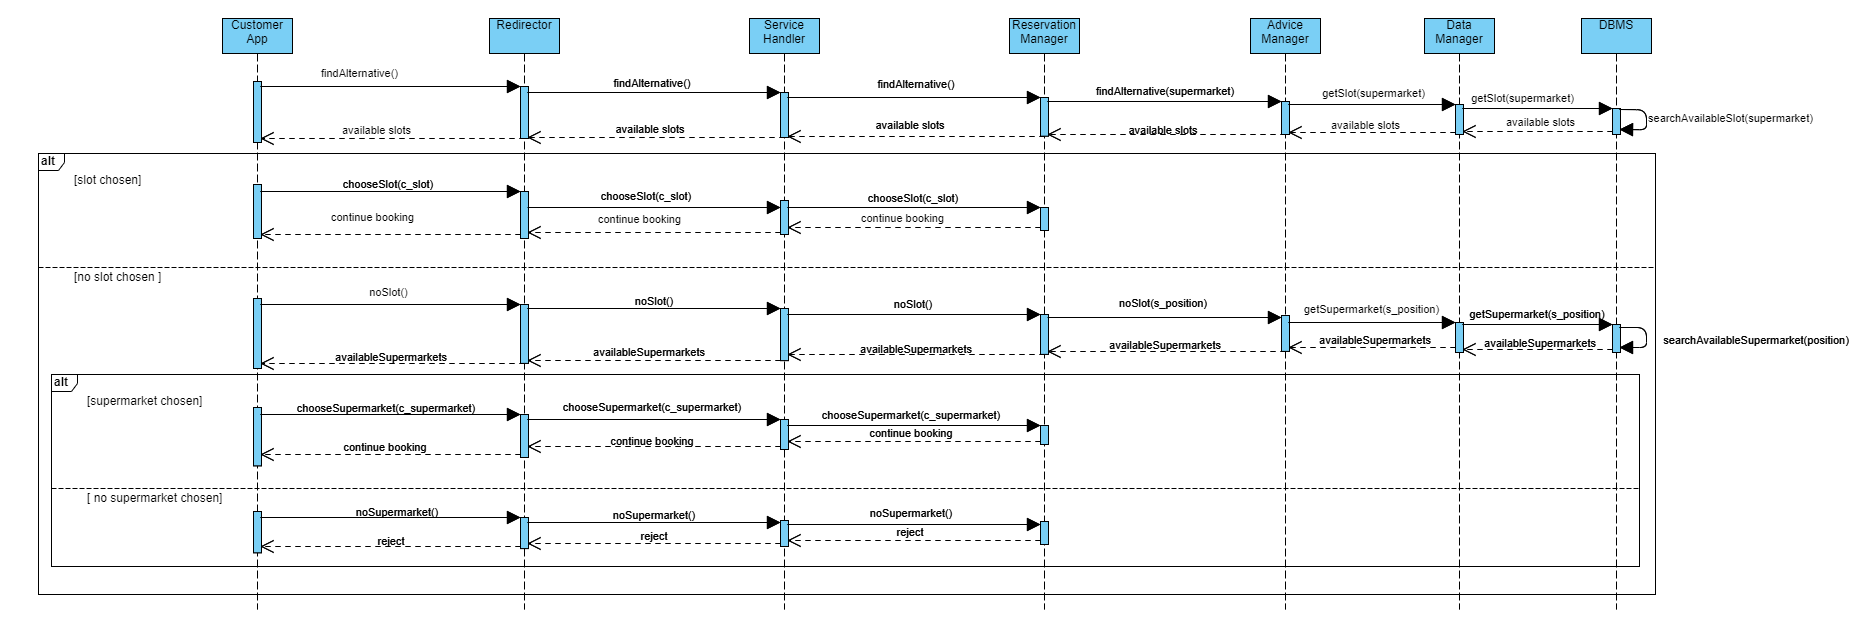 Customer
App
Redirector
Service
Handler
Reservation
Manager
Advice
Manager
Data
Manager
DBMS
findAlternative()
findAlternative()
findAlternative()
findAlternative(supermarket)
getSlot(supermarket)
getSlot(supermarket)
searchAvailableSlot(supermarket)
available slots
available slots
available slots
available slots
available slots
available slots
alt
[slot chosen]
chooseSlot(c_slot)
chooseSlot(c_slot)
chooseSlot(c_slot)
continue booking
continue booking
continue booking
[no slot chosen ]
noSlot()
noSlot()
noSlot()
noSlot(s_position)
getSupermarket(s_position)
getSupermarket(s_position)
searchAvailableSupermarket(position)
availableSupermarkets
availableSupermarkets
availableSupermarkets
availableSupermarkets
availableSupermarkets
availableSupermarkets
alt
[supermarket chosen]
chooseSupermarket(c_supermarket)
chooseSupermarket(c_supermarket)
chooseSupermarket(c_supermarket)
continue booking
continue booking
continue booking
[ no supermarket chosen]
noSupermarket()
noSupermarket()
noSupermarket()
reject
reject
reject